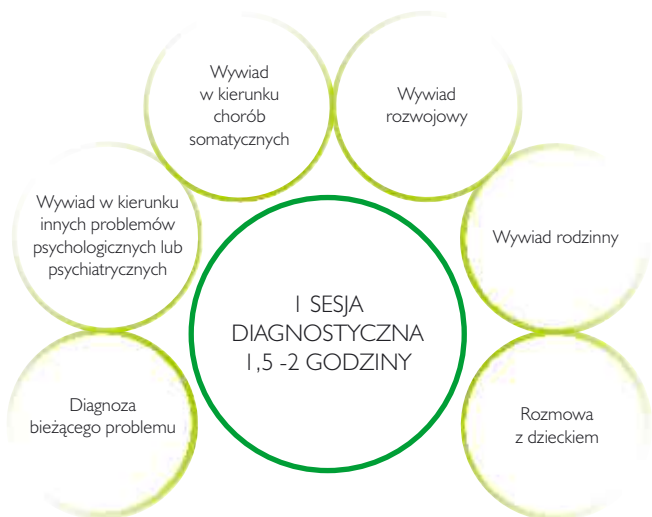 Wywiad
w kierunku
chorób
somatycznych
Wywiad
rozwojowy
Wywiad w kierunku
innych problemów
psychologicznych lub
psychiatrycznych
Wywiad rodzinny
I SESJA
DIAGNOSTYCZNA
1,5 -2 GODZINY
Diagnoza
bieżącego problemu
Rozmowa
z dzieckiem